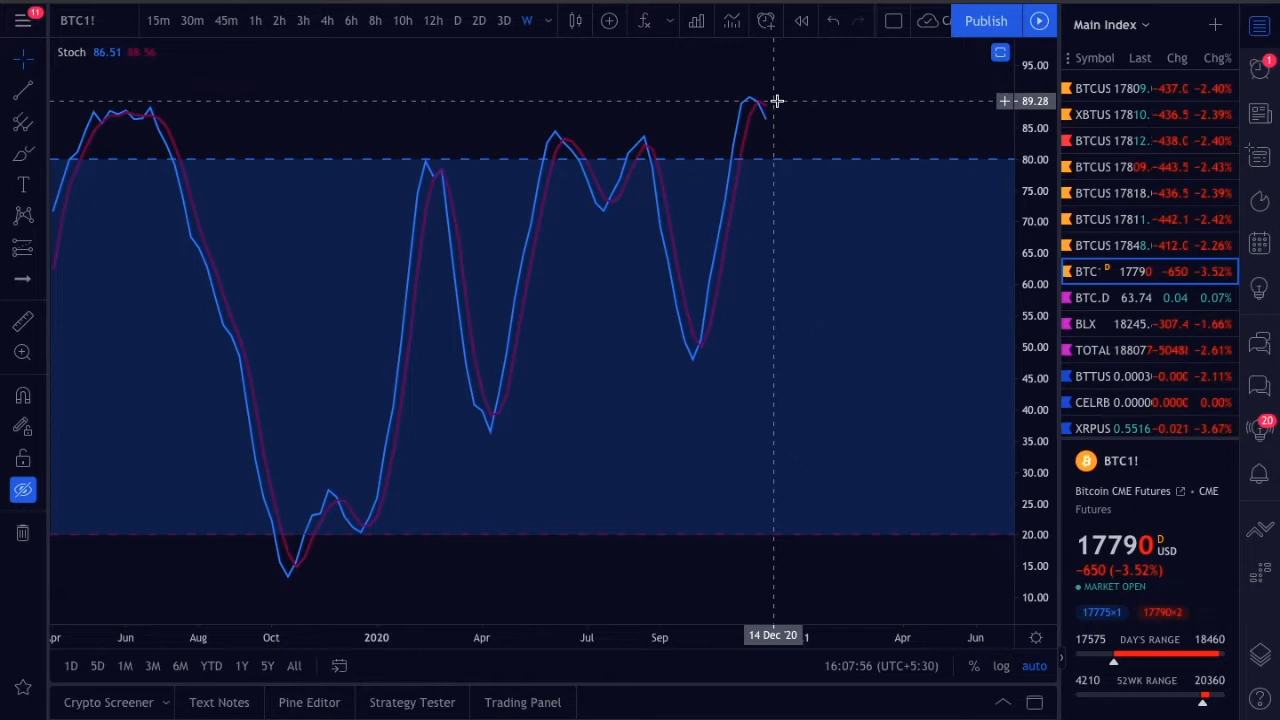 11
BTC1!
15m 30m 45m 1h 2h 3h 4h 6h 8h 10h 12h D 2D 3D W
Publish
Main Index
Stoch 86.51 88.56
Symbol Last Chg Chg%
95.00
89.28
85.00
80.00
75.00
70.00
65.00
60.00
55.00
50.00
45.00
40.00
35.00
30.00
25.00
20.00
15.00
10.00
BTCUS 17809. -437.0 -2.40%
XBTUS 17810. -436.5 -2.39%
BTCUS 17812. -438.0 -2.40%
BTCUS 17809. -443.5 -2.43%
BTCUS 17818. -436.5 -2.39%
BTCUS 17811. -442.1 -2.42%
BTCUS 17848. -412.0 -2.26%
BTC D 17790 -650 -3.52%
BTC.D 63.74 0.04 0.07%
BLX 18245. -307.4 -1.66%
TOTAL 188077 -50488 -2.61%
BTTUS 0.0003 -0.000 -2.11%
CELRB 0.0000 0.0000 0.00%
XRPUS 0.5516 -0.021 -3.67%
1
20
BTC1!
Bitcoin CME Futures • CME
Futures
17790 D USD
-650 (-3.52%)
MARKET OPEN
17775×1 17790×2
17575 DAY'S RANGE 18460
4210 52WK RANGE 20360
Jun Aug Oct 2020 Apr Jul Sep 14 Dec '20 Apr Jun
1D 5D 1M 3M 6M YTD 1Y 5Y All
16:07:56 (UTC+5:30) % log auto
Crypto Screener Text Notes Pine Editor Strategy Tester Trading Panel